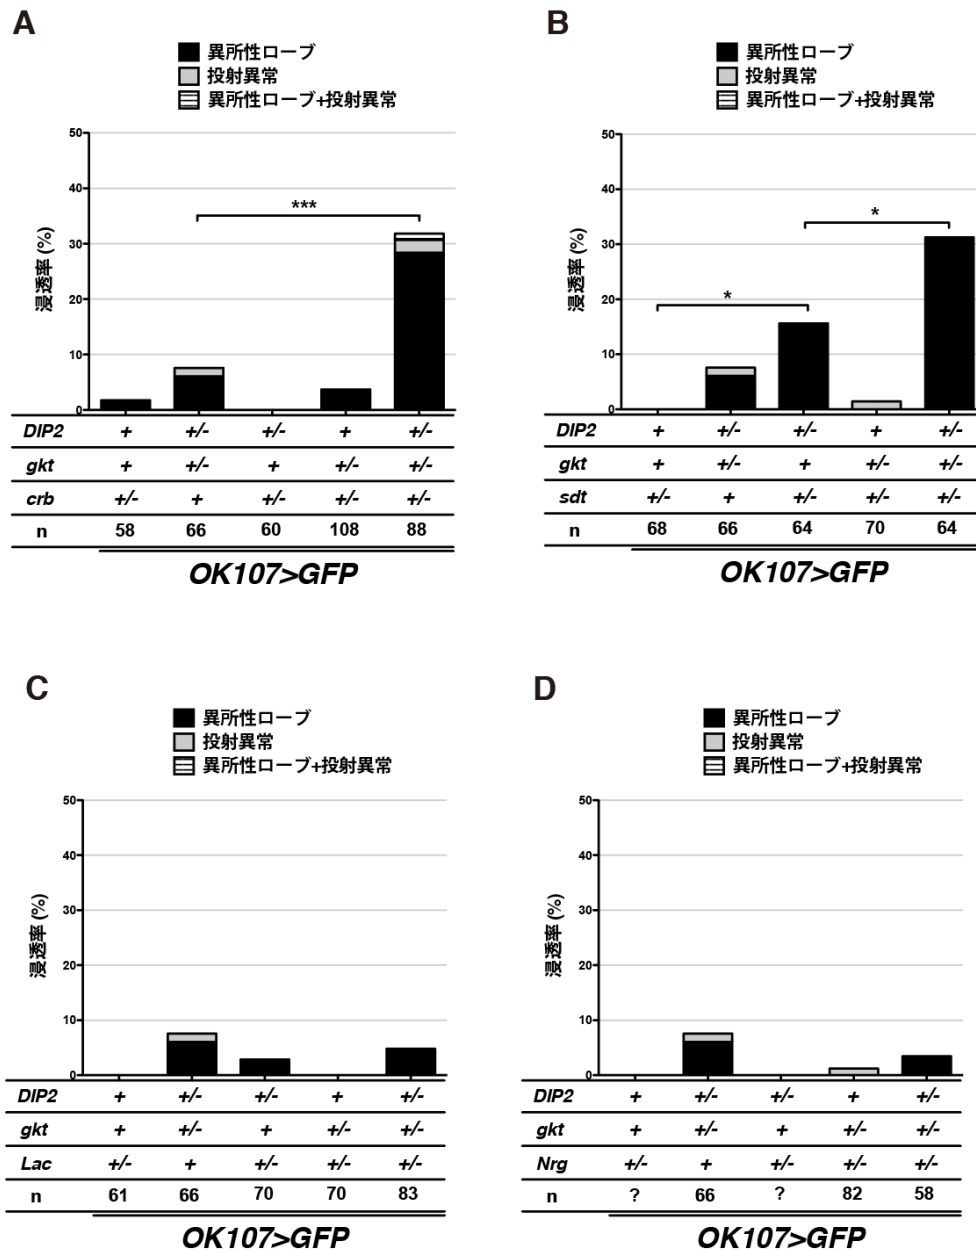 A
異所性ローブ
投射異常
異所性ローブ+投射異常
浸透率 (%)
50
40
30
20
10
0
***
DIP2 + +/- +/- + +/-
gkt + +/- + +/- +/-
crb +/- + +/- +/- +/-
n 58 66 60 108 88
OK107>GFP
B
異所性ローブ
投射異常
異所性ローブ+投射異常
浸透率 (%)
50
40
30
20
10
0
*
*
DIP2 + +/- +/- + +/-
gkt + +/- + +/- +/-
sdt +/- + +/- +/- +/-
n 68 66 64 70 64
OK107>GFP
C
異所性ローブ
投射異常
異所性ローブ+投射異常
浸透率 (%)
50
40
30
20
10
0
DIP2 + +/- +/- + +/-
gkt + +/- + +/- +/-
Lac +/- + +/- +/- +/-
n 61 66 70 70 83
OK107>GFP
D
異所性ローブ
投射異常
異所性ローブ+投射異常
浸透率 (%)
50
40
30
20
10
0
DIP2 + +/- +/- + +/-
gkt + +/- + +/- +/-
Nrg +/- + +/- +/- +/-
n ? 66 ? 82 58
OK107>GFP